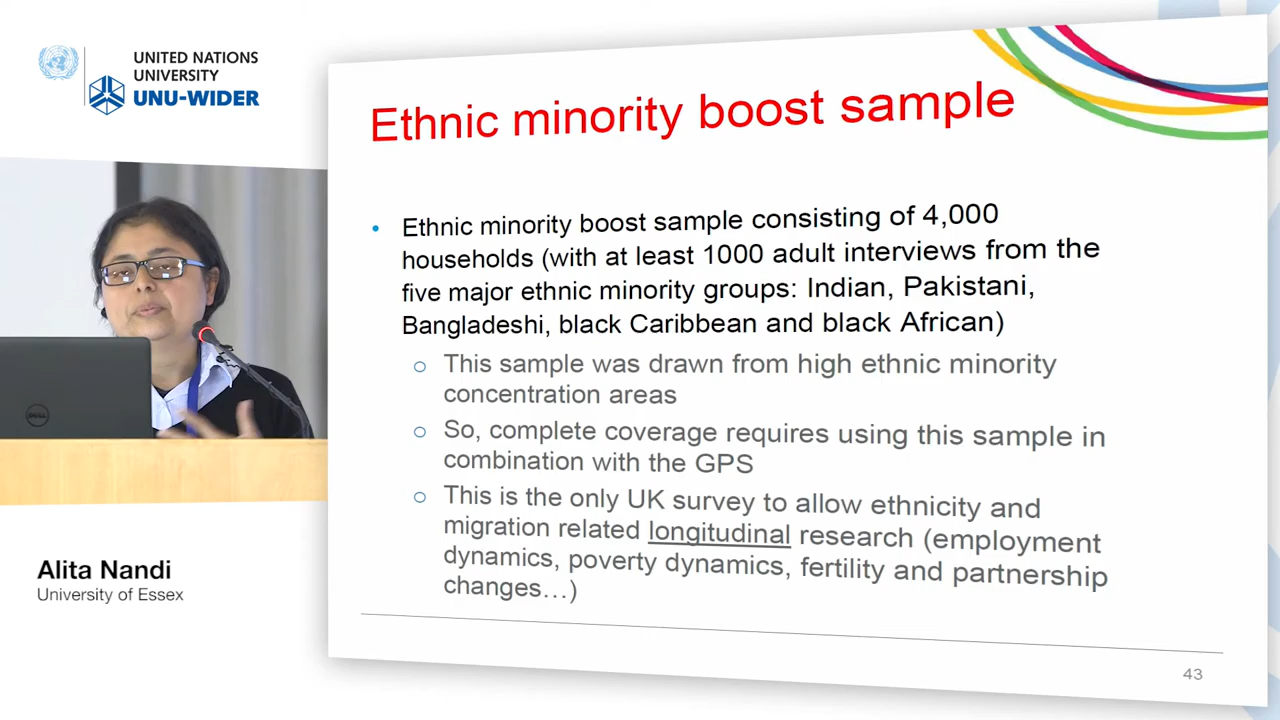 UNITED NATIONS
UNIVERSITY
UNU-WIDER
Ethnic minority boost sample
• Ethnic minority boost sample consisting of 4,000
households (with at least 1000 adult interviews from the
five major ethnic minority groups: Indian, Pakistani,
Bangladeshi, black Caribbean and black African)
○ This sample was drawn from high ethnic minority
concentration areas
○ So, complete coverage requires using this sample in
combination with the GPS
○ This is the only UK survey to allow ethnicity and
migration related longitudinal research (employment
dynamics, poverty dynamics, fertility and partnership
changes…)
43
DELL
Alita Nandi
University of Essex